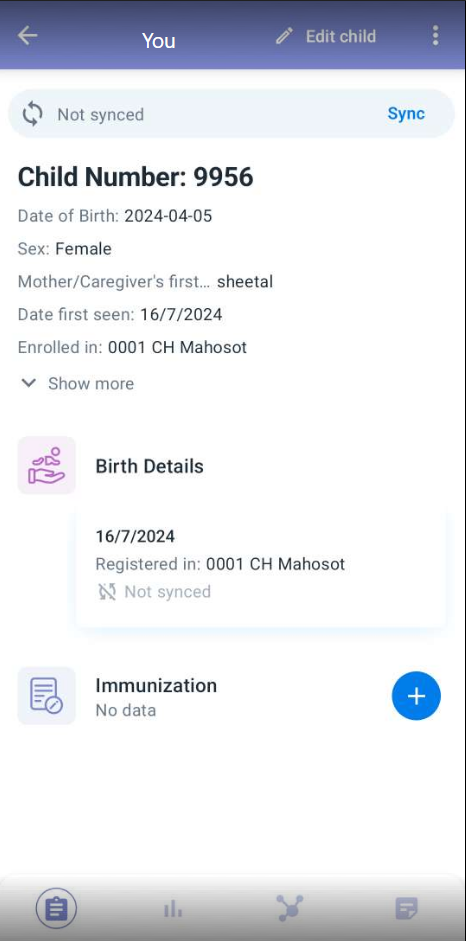 You
Edit child
Not synced
Sync
Child Number: 9956
Date of Birth: 2024-04-05
Sex: Female
Mother/Caregiver's first... sheetal
Date first seen: 16/7/2024
Enrolled in: 0001 CH Mahosot
Show more
Birth Details
16/7/2024
Registered in: 0001 CH Mahosot
Not synced
Immunization
No data